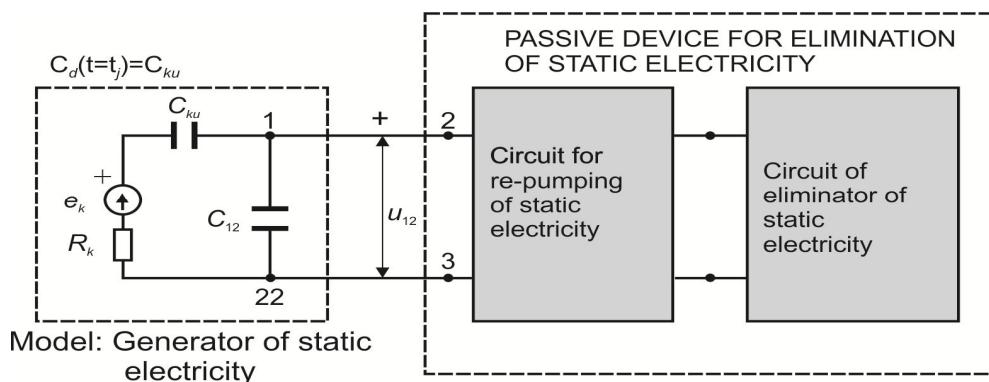 PASSIVE DEVICE FOR ELIMINATION
OF STATIC ELECTRICITY
C_d(t=t_j)=C_ku
C_ku
1
+
2
+
e_k
R_k
C_12
u_12
Circuit for
re-pumping
of static
electricity
Circuit of
eliminator of
static
electricity
3
22
Model: Generator of static
electricity